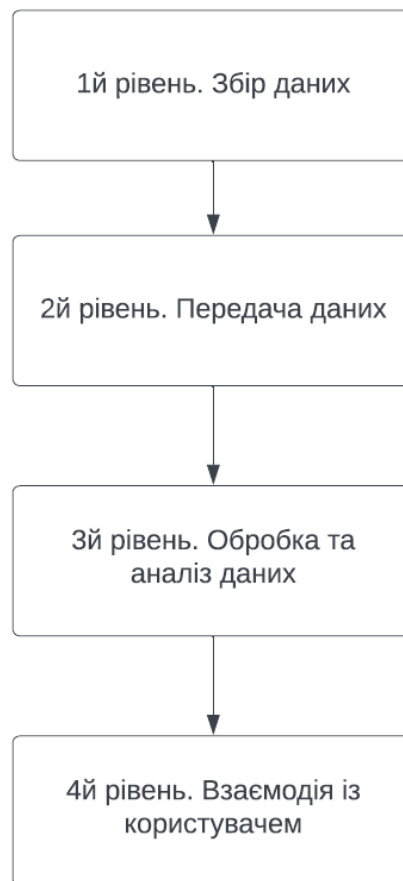 1й рівень. Збір даних
2й рівень. Передача даних
3й рівень. Обробка та
аналіз даних
4й рівень. Взаємодія із
користувачем